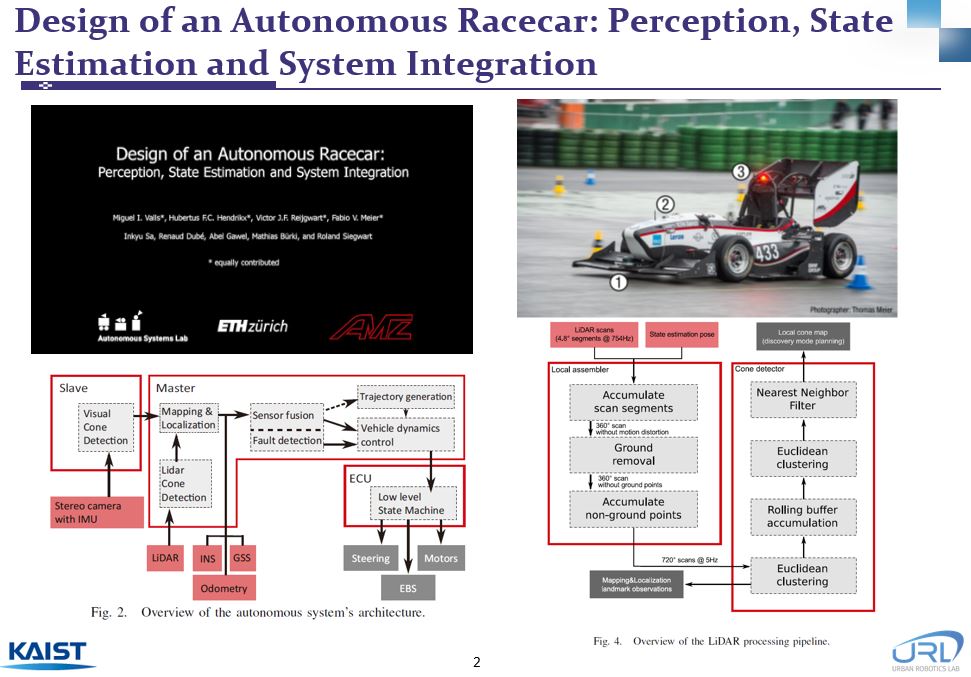 Design of an Autonomous Racecar: Perception, State
Estimation and System Integration
Design of an Autonomous Racecar:
Perception, State Estimation and System Integration
Miguel I. Valls*, Hubertus F.C. Hendrikx*, Victor J.F. Reijgwart*, Fabio V. Meier*
Inkyu Sa, Renaud Dubé, Abel Gawel, Mathias Bürki, and Roland Siegwart
* equally contributed
Autonomous Systems Lab
ETH zürich
AMZ
1
2
3
433
Photographer: Thomas Meier
Slave
Visual
Cone
Detection
Stereo camera
with IMU
Master
Mapping &
Localization
Lidar
Cone
Detection
LiDAR
INS
GSS
Odometry
Sensor fusion
Fault detection
Trajectory generation
Vehicle dynamics
control
ECU
Low level
State Machine
Steering
Motors
EBS
Fig. 2. Overview of the autonomous system's architecture.
LiDAR scans
(4,8° segments @ 754Hz)
State estimation pose
Local assembler
Accumulate
scan segments
360° scan
without motion distortion
Ground
removal
360° scan
without ground points
Accumulate
non-ground points
720° scans @ 5Hz
Local cone map
(discovery mode planning)
Cone detector
Nearest Neighbor
Filter
Euclidean
clustering
Rolling buffer
accumulation
Euclidean
clustering
Mapping&Localization
landmark observations
Fig. 4. Overview of the LiDAR processing pipeline.
KAIST
2
URL
URBAN ROBOTICS LAB